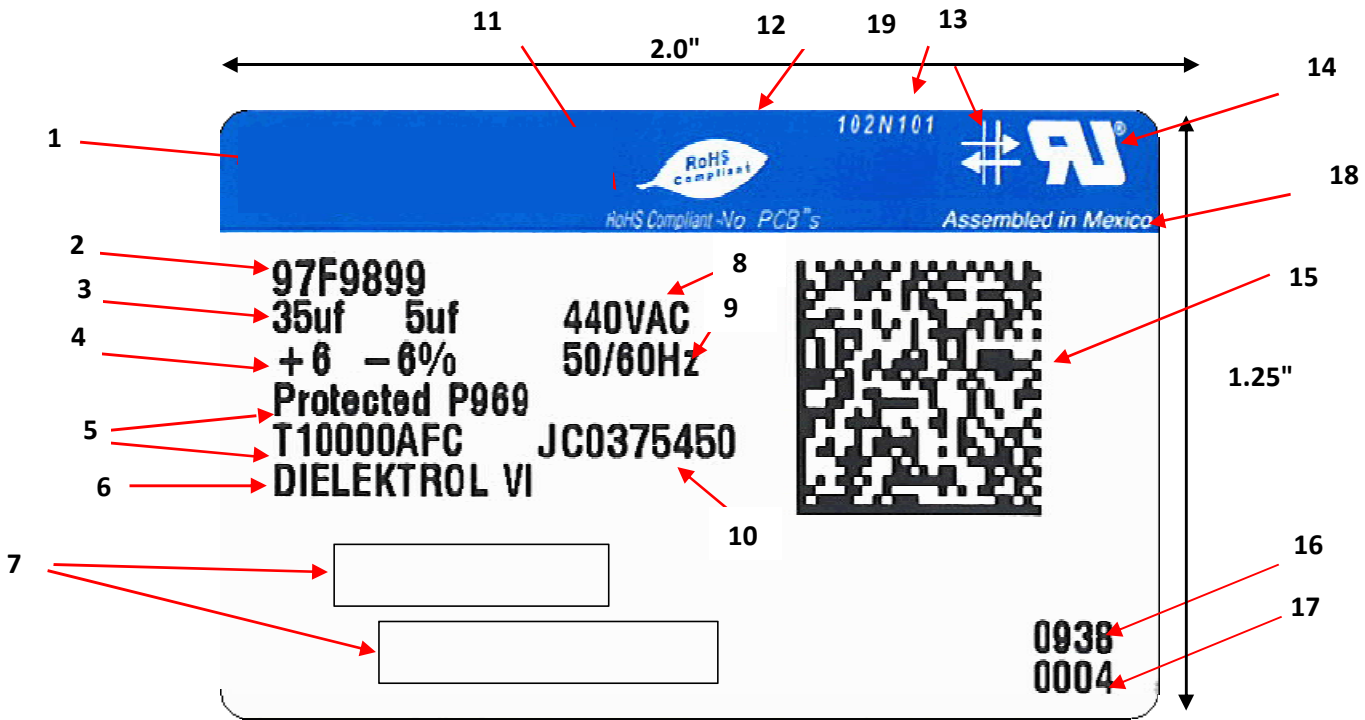 11 12 19 13
2.0"
14
1
102N101
RoHS
Compliant
RU®
18
RoHS Compliant -No PCB"s
Assembled in Mexico
2
97F9899
8
3
35uf 5uf 440VAC
9
15
4
+6 -6% 50/60Hz
1.25"
Protected P969
5
T10000AFC JC0375450
6
DIELEKTROL VI
10
7
16
17
0938
0004